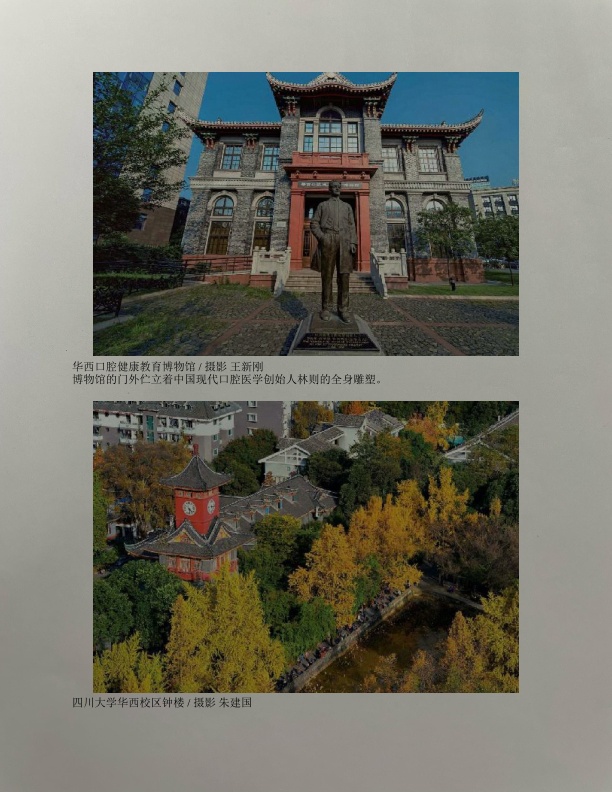 华西口腔健康教育博物馆 / 摄影 王新刚
博物馆的门外伫立着中国现代口腔医学创始人林则的全身雕塑。
四川大学华西校区钟楼 / 摄影 朱建国